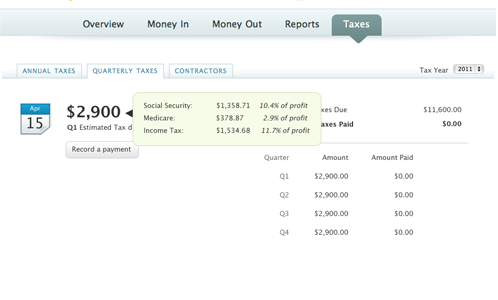 Overview Money In Money Out Reports Taxes
ANNUAL TAXES QUARTERLY TAXES CONTRACTORS Tax Year 2011
Apr
15
$2,900
Q1 Estimated Tax d
Record a payment
Social Security: $1,358.71 10.4% of profit
Medicare: $378.87 2.9% of profit
Income Tax: $1,534.68 11.7% of profit
xes Due $11,600.00
axes Paid $0.00
Quarter Amount Amount Paid
Q1 $2,900.00 $0.00
Q2 $2,900.00 $0.00
Q3 $2,900.00 $0.00
Q4 $2,900.00 $0.00